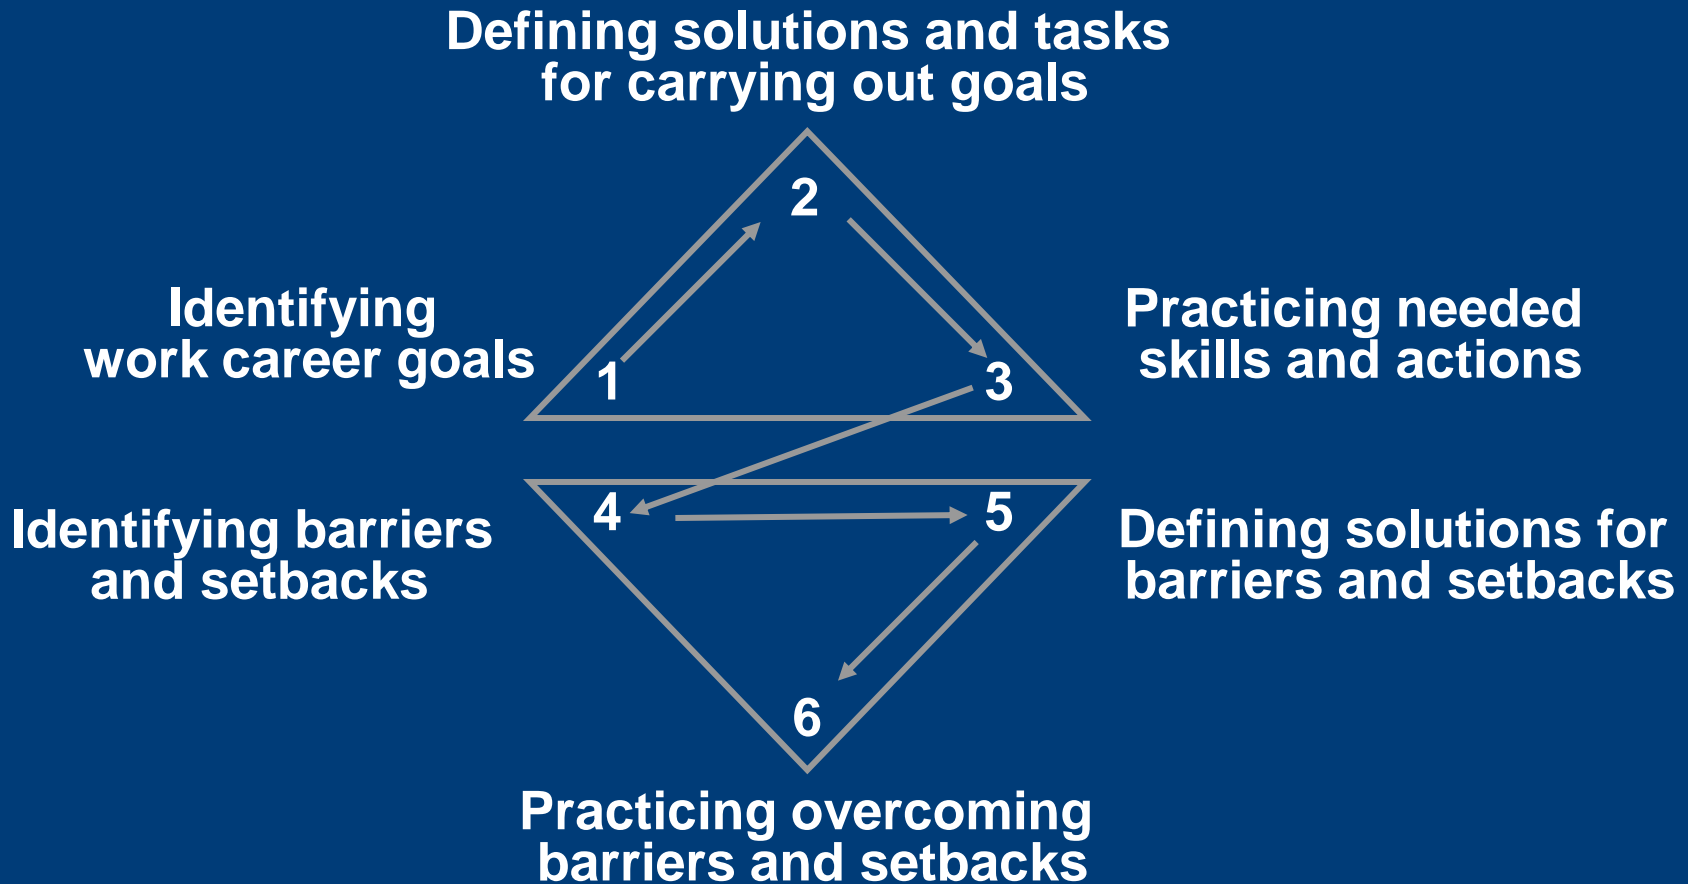 Defining solutions and tasks
for carrying out goals
2
Identifying
work career goals
1
Practicing needed
skills and actions
3
Identifying barriers
and setbacks
4
5
Defining solutions for
barriers and setbacks
6
Practicing overcoming
barriers and setbacks